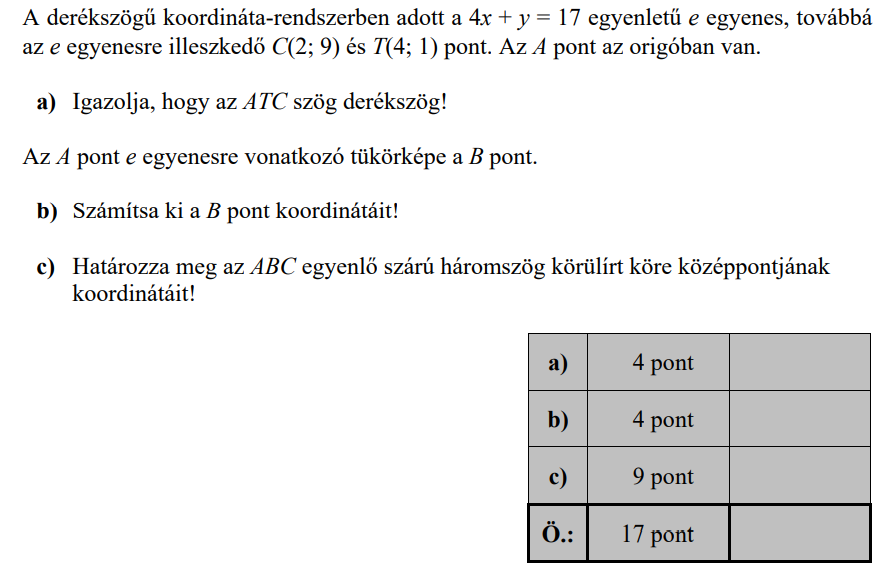 A derékszögű koordináta-rendszerben adott a 4x + y = 17 egyenletű e egyenes, továbbá
az e egyenesre illeszkedő C(2; 9) és T(4; 1) pont. Az A pont az origóban van.
a) Igazolja, hogy az ATC szög derékszög!
Az A pont e egyenesre vonatkozó tükörképe a B pont.
b) Számítsa ki a B pont koordinátáit!
c) Határozza meg az ABC egyenlő szárú háromszög körülírt köre középpontjának
koordinátáit!
a) 4 pont
b) 4 pont
c) 9 pont
Ö.: 17 pont